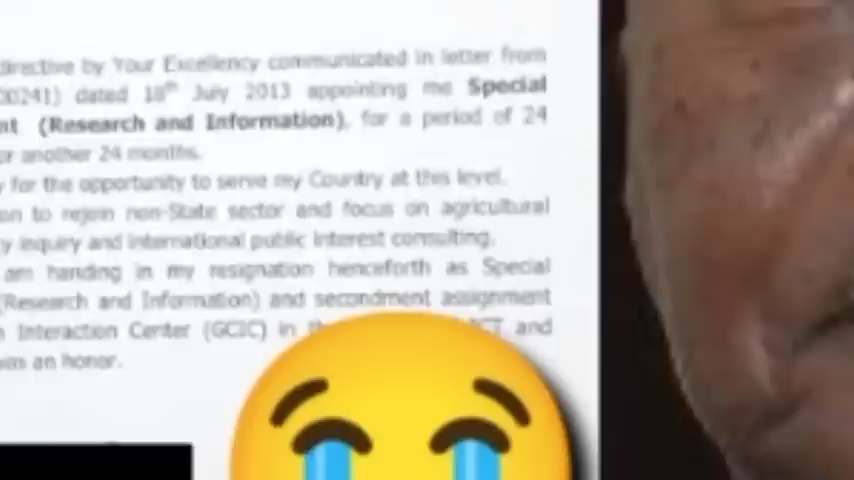 directive by Your Excellency communicated in letter from
00241) dated 18th July 2013 appointing me Special
nt (Research and Information), for a period of 24
or another 24 months.
y for the opportunity to serve my Country at this level.
on to rejoin non-State sector and focus on agricultural
y inquiry and international public interest consulting.
am handing in my resignation henceforth as Special
(Research and Information) and secondment assignment
n Interaction Center (GCIC) in ICT and
an honor.